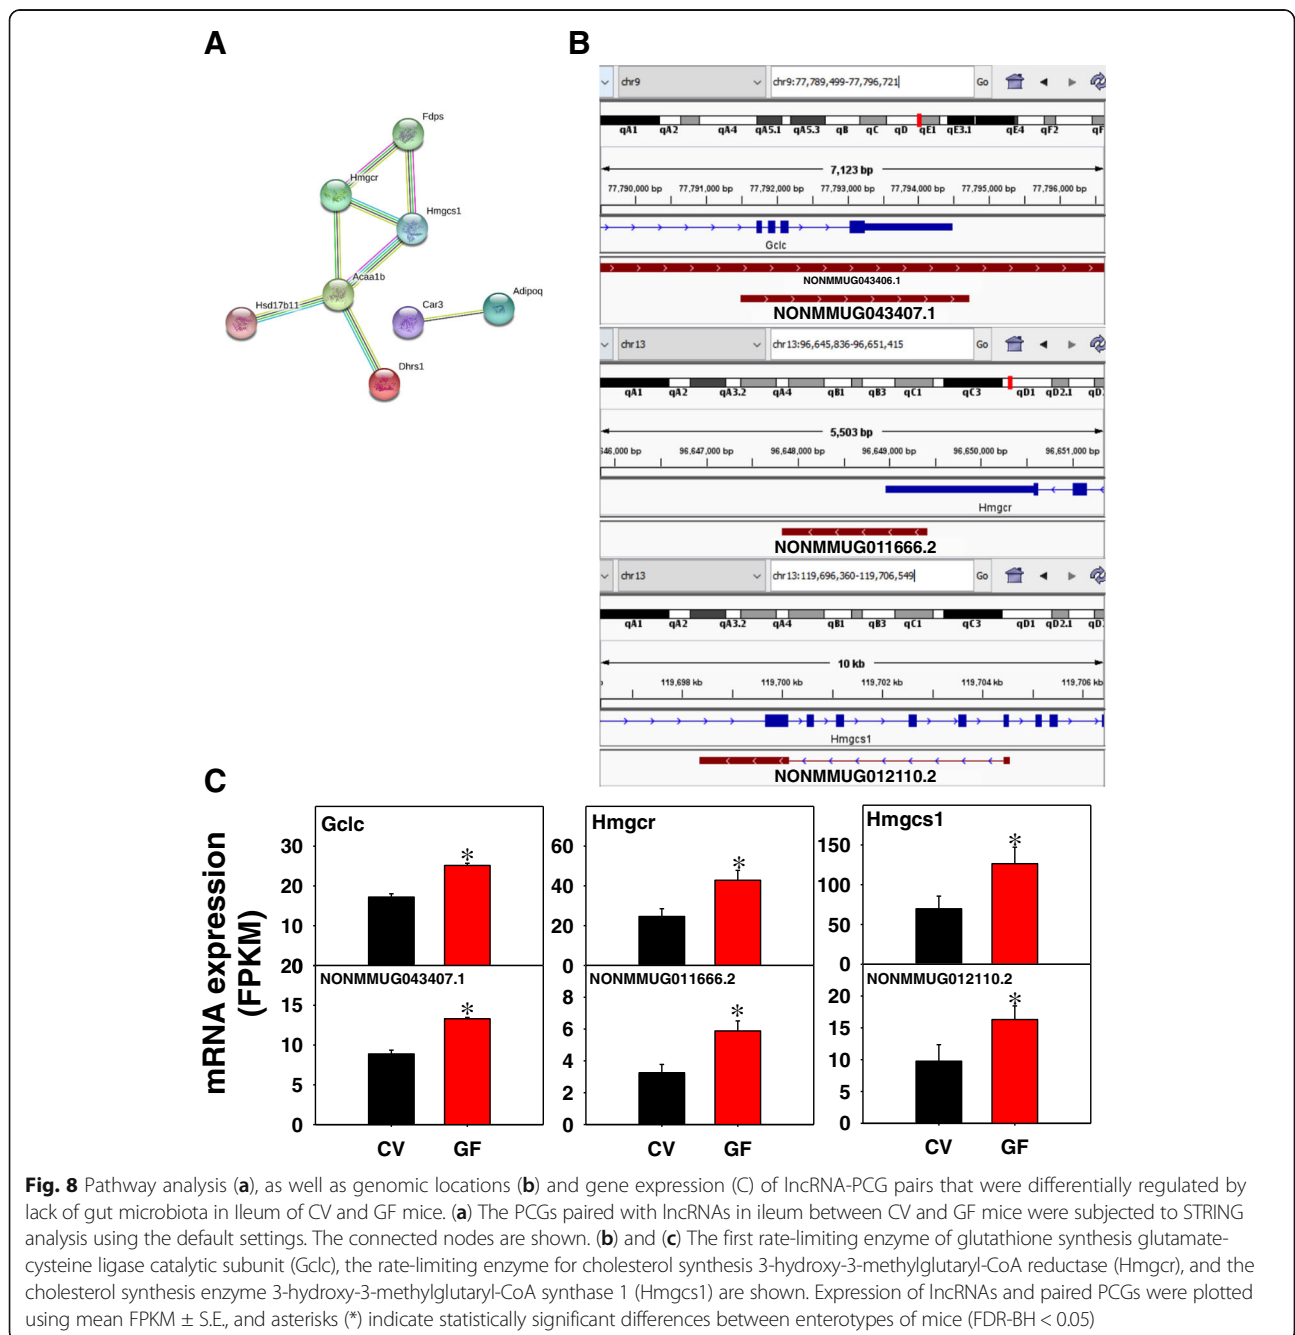 A
Fdps
Hmgcr
Hmgcs1
Acaa1b
Hsd17b11
Car3
Adipoq
Dhrs1
B
chr9 chr9:77,789,499-77,796,721 Go
qA1 qA2 qA4 qA5.1 qA5.3 qB qC qD qE1 qE3.1 qE4 qF2 qF
7,123 bp
77,790,000 bp 77,791,000 bp 77,792,000 bp 77,793,000 bp 77,794,000 bp 77,795,000 bp 77,796,000 bp
Gclc
NONMMUG043406.1
NONMMUG043407.1
chr13 chr13:96,645,836-96,651,415 Go
qA1 qA2 qA3.2 qA4 qB1 qB3 qC1 qC3 qD1 qD2.1 qD
5,503 bp
646,000 bp 96,647,000 bp 96,648,000 bp 96,649,000 bp 96,650,000 bp 96,651,000 bp
Hmgcr
NONMMUG011666.2
chr13 chr13:119,696,360-119,706,549 Go
qA1 qA2 qA3.2 qA4 qB1 qB3 qC1 qC3 qD1 qD2.1 qD
10 kb
119,698 kb 119,700 kb 119,702 kb 119,704 kb 119,706 kb
Hmgcs1
NONMMUG012110.2
C
mRNA expression
(FPKM)
Gclc
30
20
10
0
*
Hmgcr
60
40
20
0
*
Hmgcs1
150
100
50
0
*
NONMMUG043407.1
20
15
10
5
0
*
CV GF
NONMMUG011666.2
8
6
4
2
0
*
CV GF
NONMMUG012110.2
20
15
10
5
0
*
CV GF
Fig. 8 Pathway analysis (a), as well as genomic locations (b) and gene expression (C) of lncRNA-PCG pairs that were differentially regulated by
lack of gut microbiota in Ileum of CV and GF mice. (a) The PCGs paired with lncRNAs in ileum between CV and GF mice were subjected to STRING
analysis using the default settings. The connected nodes are shown. (b) and (c) The first rate-limiting enzyme of glutathione synthesis glutamate-
cysteine ligase catalytic subunit (Gclc), the rate-limiting enzyme for cholesterol synthesis 3-hydroxy-3-methylglutaryl-CoA reductase (Hmgcr), and the
cholesterol synthesis enzyme 3-hydroxy-3-methylglutaryl-CoA synthase 1 (Hmgcs1) are shown. Expression of lncRNAs and paired PCGs were plotted
using mean FPKM ± S.E., and asterisks (*) indicate statistically significant differences between enterotypes of mice (FDR-BH < 0.05)